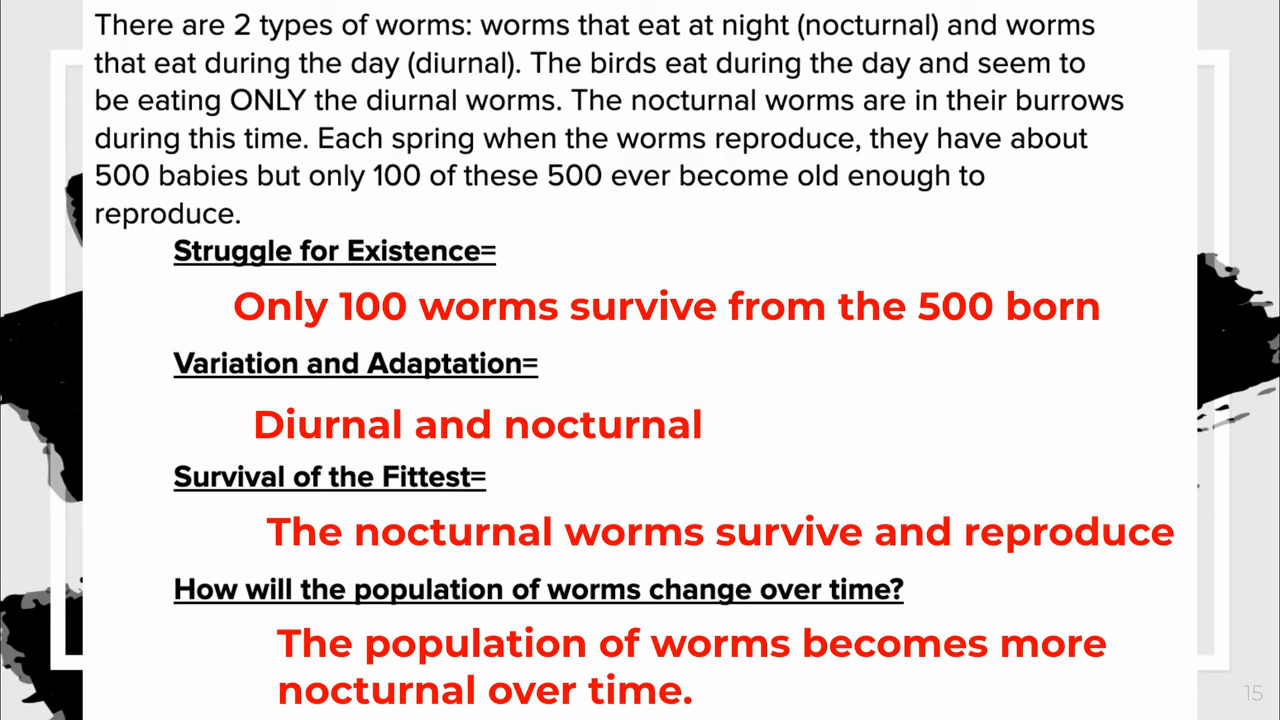 There are 2 types of worms: worms that eat at night (nocturnal) and worms
that eat during the day (diurnal). The birds eat during the day and seem to
be eating ONLY the diurnal worms. The nocturnal worms are in their burrows
during this time. Each spring when the worms reproduce, they have about
500 babies but only 100 of these 500 ever become old enough to
reproduce.
Struggle for Existence=
Only 100 worms survive from the 500 born
Variation and Adaptation=
Diurnal and nocturnal
Survival of the Fittest=
The nocturnal worms survive and reproduce
How will the population of worms change over time?
The population of worms becomes more
nocturnal over time.
15